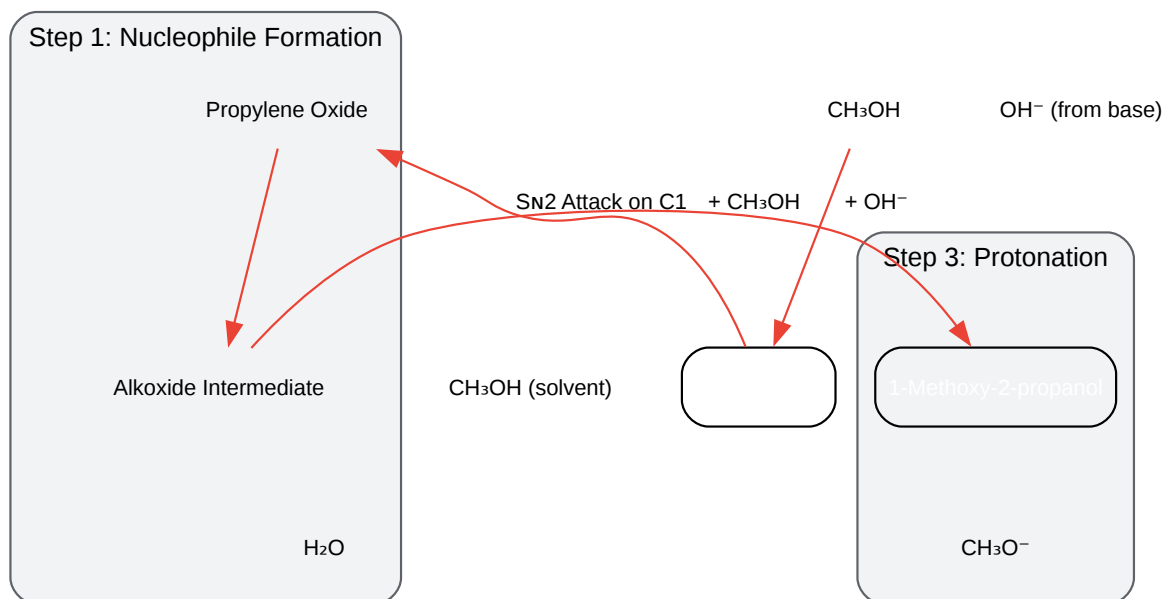 Step 1: Nucleophile Formation
Propylene Oxide
CH₃OH
OH⁻ (from base)
Sɴ2 Attack on C1
+ CH₃OH
+ OH⁻
Step 3: Protonation
Alkoxide Intermediate
CH₃OH (solvent)
1-Methoxy-2-propanol
H₂O
CH₃O⁻